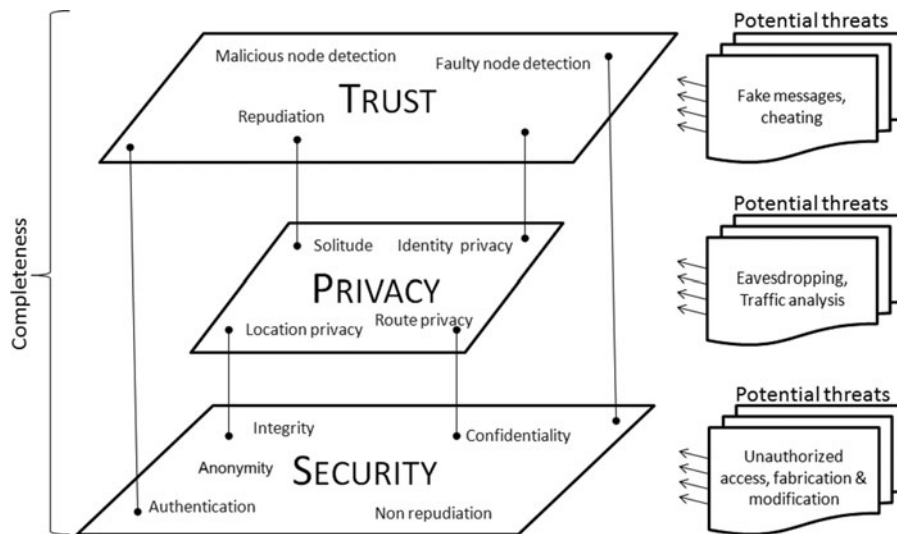 Completeness
Malicious node detection
Faulty node detection
TRUST
Repudiation
Solitude
Identity privacy
PRIVACY
Location privacy
Route privacy
Integrity
Confidentiality
Anonymity
SECURITY
Authentication
Non repudiation
Potential threats
Fake messages,
cheating
Potential threats
Eavesdropping,
Traffic analysis
Potential threats
Unauthorized
access, fabrication &
modification